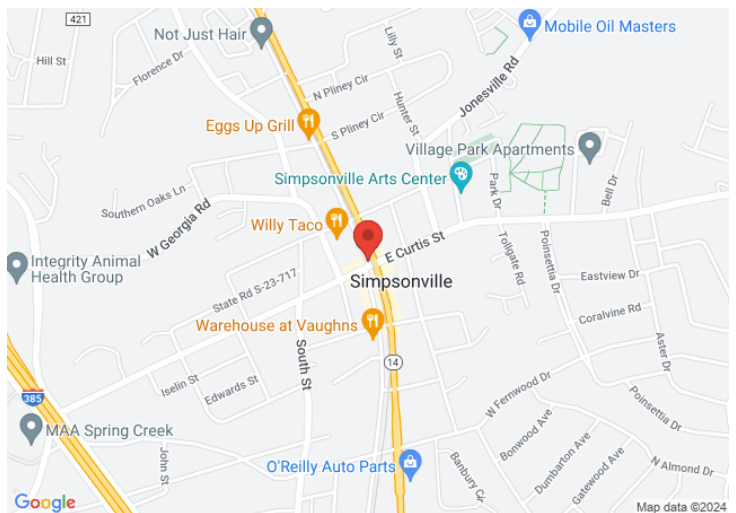 421
Not Just Hair
Mobile Oil Masters
Hill St
Florence Dr
Lilly St
N Pliney Cir
Hunter St
Jonesville Rd
Eggs Up Grill
S Pliney Cir
Village Park Apartments
Simpsonville Arts Center
Southern Oaks Ln
W Georgia Rd
Park Dr
Bell Dr
Willy Taco
E Curtis St
Tollgate Rd
Poinsettia Dr
Integrity Animal
Health Group
State Rd S-23-717
Simpsonville
Eastview Dr
Warehouse at Vaughns
Coralvine Rd
South St
14
Aster Dr
Iselin St
Edwards St
W Fernwood Dr
Poinsettia Dr
385
MAA Spring Creek
Bonwood Ave
John St
Dumbarton Ave
O'Reilly Auto Parts
Banbury Cir
Gatewood Ave
N Almond Dr
Google
Map data ©2024